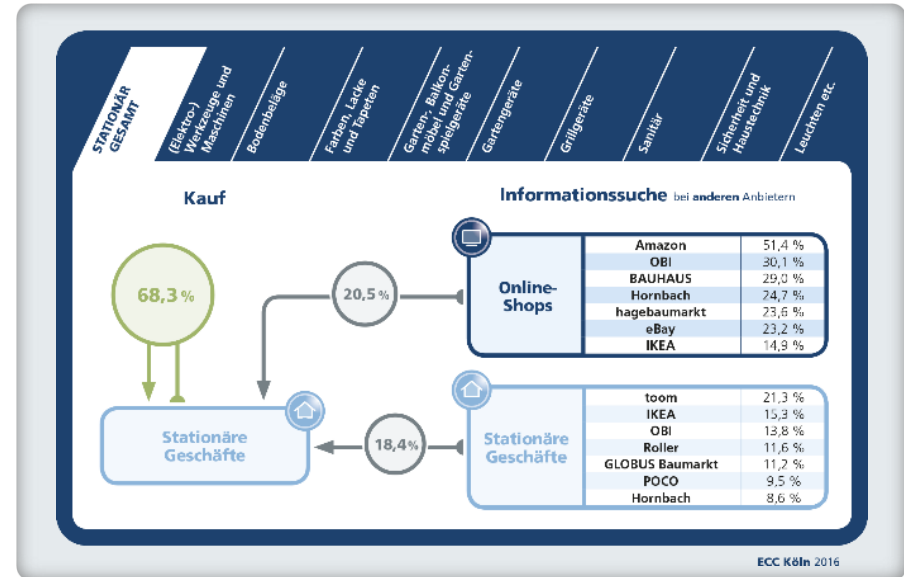 STATIONÄR
GESAMT
(Elektro-)
Werkzeuge und
Maschinen
Bodenbeläge
Farben, Lacke
und Tapeten
Garten-, Balkon-
möbel und Garten-
spielgeräte
Gartengeräte
Grillgeräte
Sanitär
Sicherheit und
Haustechnik
Leuchten etc.
Kauf
Informationssuche bei anderen Anbietern
68,3 %
20,5 %
Online-
Shops
Amazon 51,4 %
OBI 30,1 %
BAUHAUS 29,0 %
Hornbach 24,7 %
hagebaumarkt 23,6 %
eBay 23,2 %
IKEA 14,9 %
Stationäre
Geschäfte
18,4 %
Stationäre
Geschäfte
toom 21,3 %
IKEA 15,3 %
OBI 13,8 %
Roller 11,6 %
GLOBUS Baumarkt 11,2 %
POCO 9,5 %
Hornbach 8,6 %
ECC Köln 2016